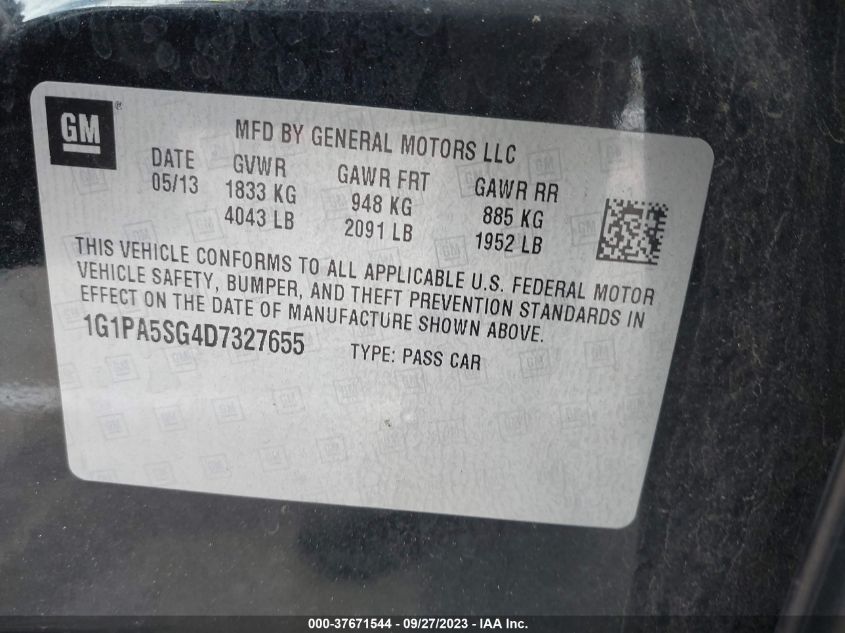 GM ®
MFD BY GENERAL MOTORS LLC
DATE GVWR GAWR FRT GAWR RR
05/13 1833 KG 948 KG 885 KG
4043 LB 2091 LB 1952 LB
THIS VEHICLE CONFORMS TO ALL APPLICABLE U.S. FEDERAL MOTOR
VEHICLE SAFETY, BUMPER, AND THEFT PREVENTION STANDARDS IN
EFFECT ON THE DATE OF MANUFACTURE SHOWN ABOVE.
1G1PA5SG4D7327655 TYPE: PASS CAR
000-37671544 / 09/27/2023 - IAA Inc.